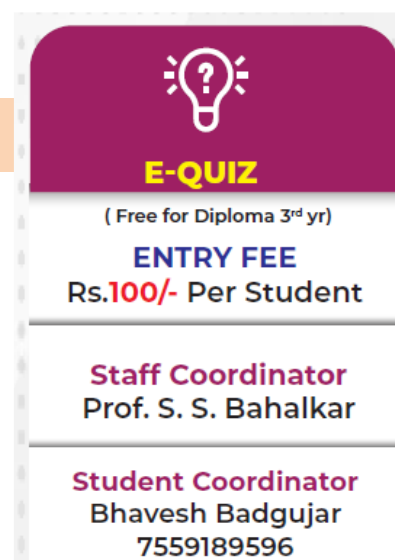 ?
E-QUIZ
( Free for Diploma 3rd yr)
ENTRY FEE
Rs.100/- Per Student
Staff Coordinator
Prof. S. S. Bahalkar
Student Coordinator
Bhavesh Badgujar
7559189596